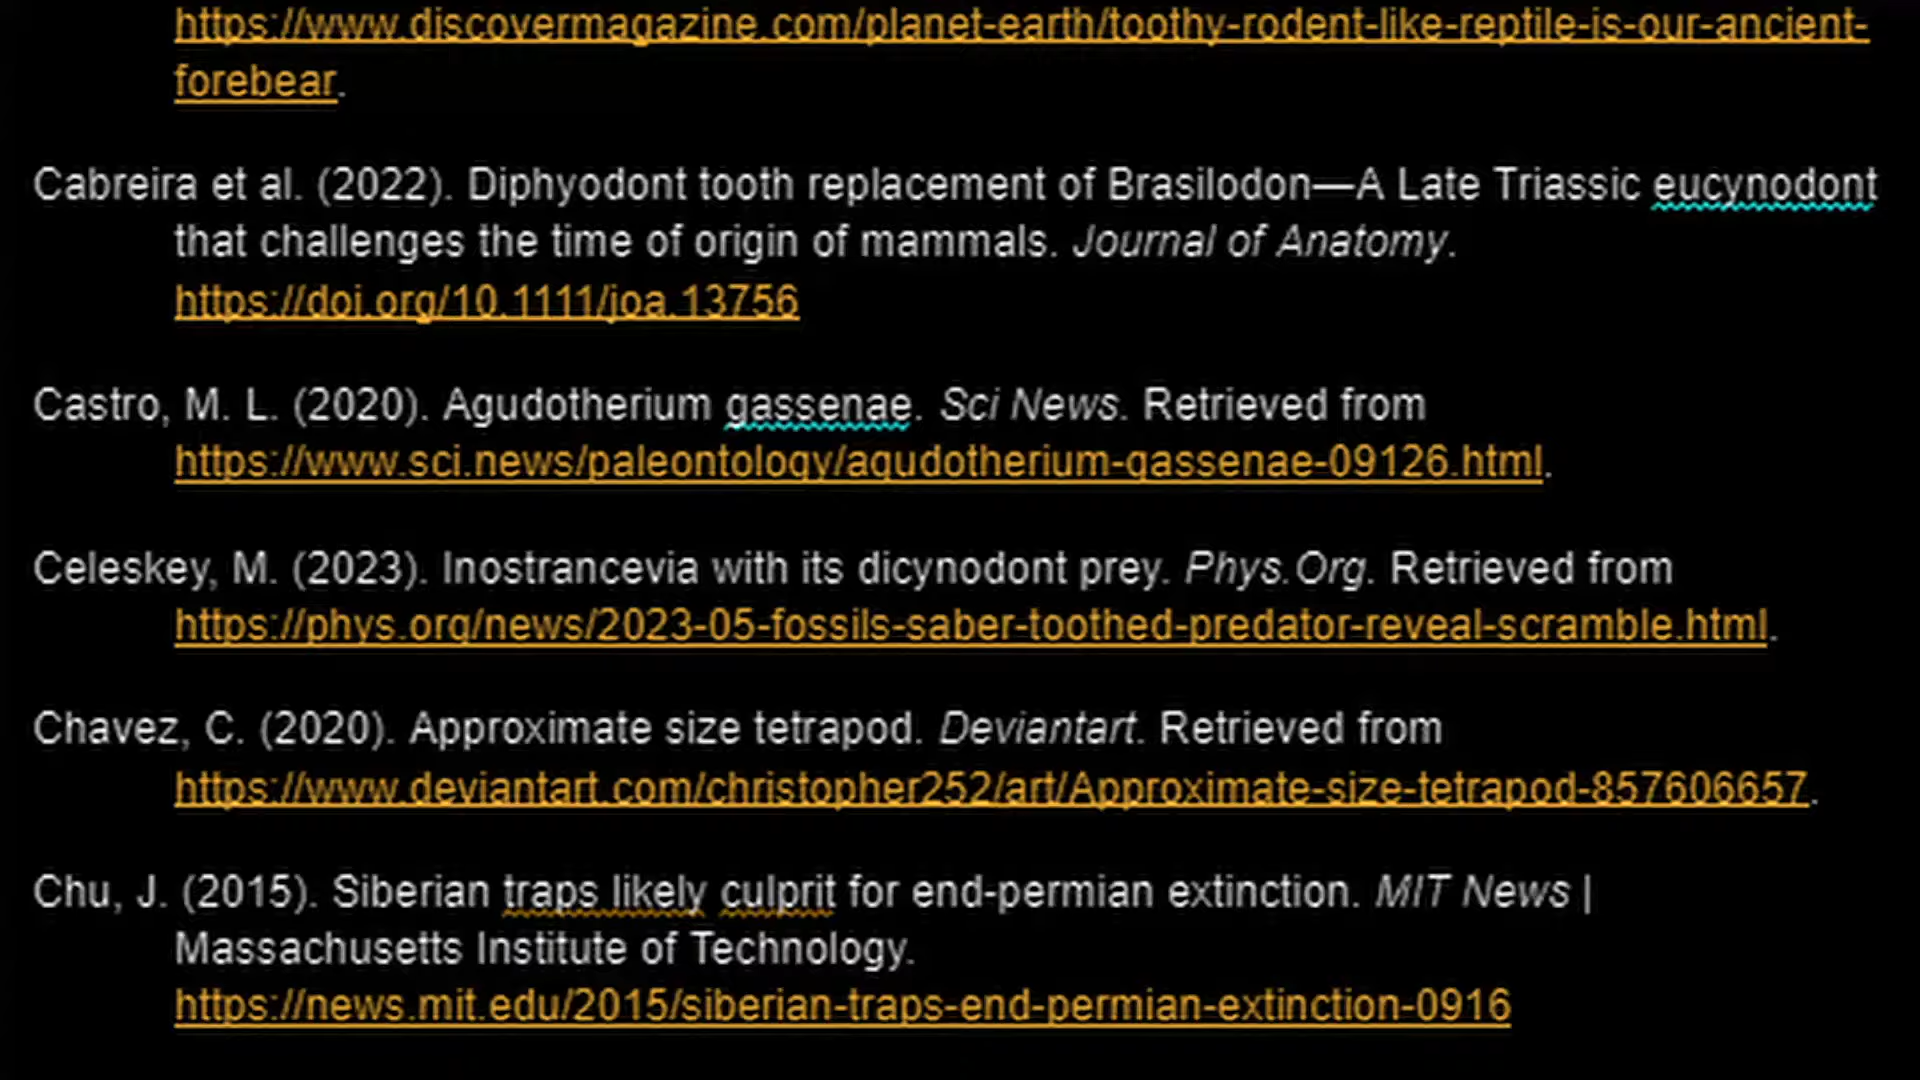 https://www.discovermagazine.com/planet-earth/toothy-rodent-like-reptile-is-our-ancient-
forebear.
Cabreira et al. (2022). Diphyodont tooth replacement of Brasilodon—A Late Triassic eucynodont
that challenges the time of origin of mammals. Journal of Anatomy.
https://doi.org/10.1111/joa.13756
Castro, M. L. (2020). Agudotherium gassenae. Sci News. Retrieved from
https://www.sci.news/paleontology/agudotherium-gassenae-09126.html.
Celeskey, M. (2023). Inostrancevia with its dicynodont prey. Phys.Org. Retrieved from
https://phys.org/news/2023-05-fossils-saber-toothed-predator-reveal-scramble.html.
Chavez, C. (2020). Approximate size tetrapod. Deviantart. Retrieved from
https://www.deviantart.com/christopher252/art/Approximate-size-tetrapod-857606657.
Chu, J. (2015). Siberian traps likely culprit for end-permian extinction. MIT News |
Massachusetts Institute of Technology.
https://news.mit.edu/2015/siberian-traps-end-permian-extinction-0916